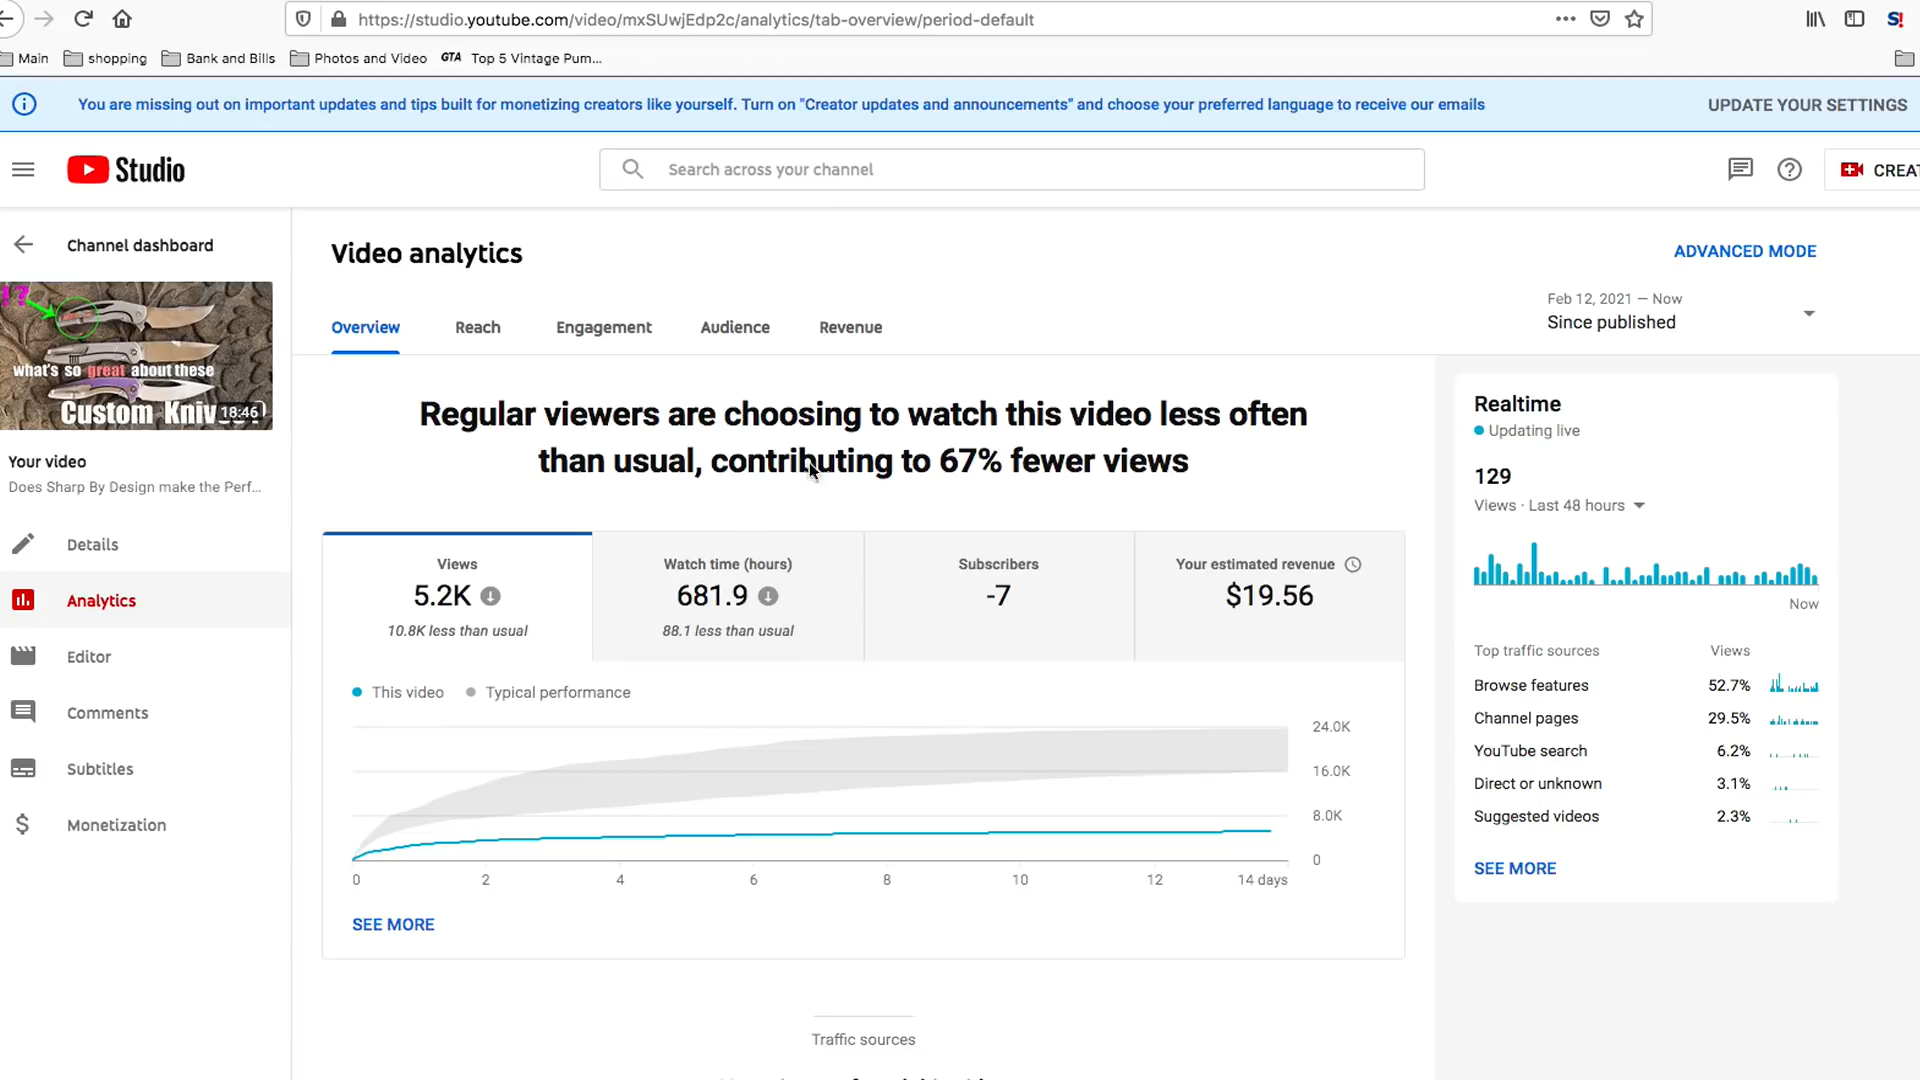 https://studio.youtube.com/video/mxSUwjEdp2c/analytics/tab-overview/period-default
S!
Main shopping Bank and Bills Photos and Video GTA Top 5 Vintage Pum...
You are missing out on important updates and tips built for monetizing creators like yourself. Turn on "Creator updates and announcements" and choose your preferred language to receive our emails
UPDATE YOUR SETTINGS
Studio
Search across your channel
CREAT
Channel dashboard
!?
what's so great about these
Custom Kniv
18:46
Your video
Does Sharp By Design make the Perf...
Details
Analytics
Editor
Comments
Subtitles
Monetization
Video analytics
ADVANCED MODE
Feb 12, 2021 — Now
Since published
Overview Reach Engagement Audience Revenue
Regular viewers are choosing to watch this video less often
than usual, contributing to 67% fewer views
Views
5.2K
10.8K less than usual
Watch time (hours)
681.9
88.1 less than usual
Subscribers
-7
Your estimated revenue
$19.56
This video Typical performance
24.0K
16.0K
8.0K
0
0 2 4 6 8 10 12 14 days
SEE MORE
Traffic sources
Realtime
Updating live
129
Views · Last 48 hours
Now
Top traffic sources Views
Browse features 52.7%
Channel pages 29.5%
YouTube search 6.2%
Direct or unknown 3.1%
Suggested videos 2.3%
SEE MORE